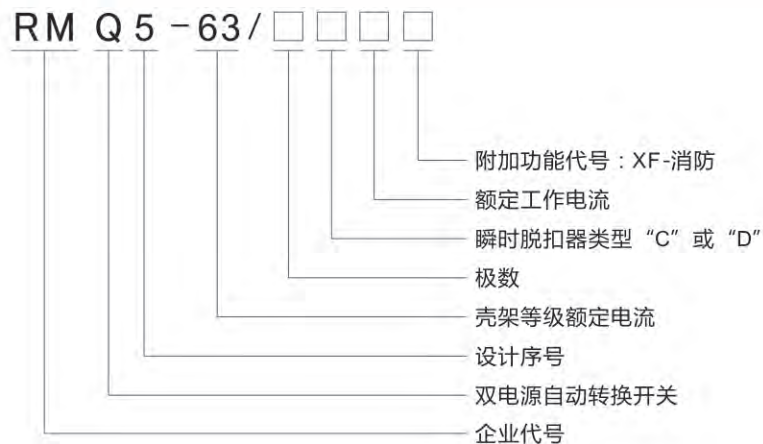 RM Q 5 - 63 / □ □ □ □
附加功能代号：XF-消防
额定工作电流
瞬时脱扣器类型“C”或“D”
极数
壳架等级额定电流
设计序号
双电源自动转换开关
企业代号